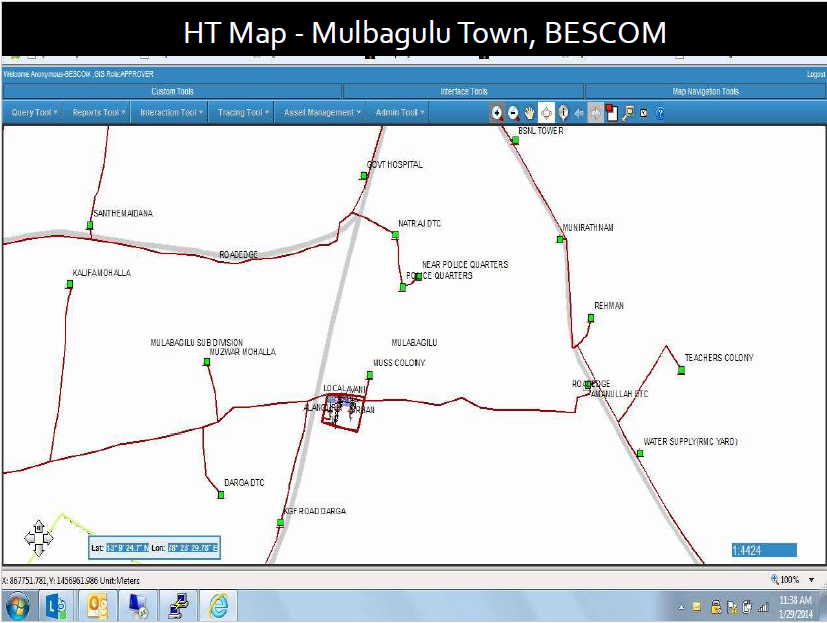 HT Map - Mulbagulu Town, BESCOM
Welcome:Anonymous-BESCOM ,GIS Role:APPROVER
Logout
Custom Tools
Interface Tools
Map Navigation Tools
Query Tool
Reports Tool
Interaction Tool
Tracing Tool
Asset Management
Admin Tool
BSNL TOWER
GOVT HOSPITAL
SANTHEMAIDANA
NATRAJ DTC
MUNIRATHNAM
ROADEDGE
NEAR POLICE QUARTERS
KALIFAMOHALLA
POLICE QUARTERS
REHMAN
MULABAGILU SUB DIVISION
MULABAGILU
MUZWAR MOHALLA
TEACHERS COLONY
MUSS COLONY
ROADEDGE
LOCAL AVANI
AMANULLAH DTC
WATER SUPPLY(RMC YARD)
DARGA DTC
KGF ROAD DARGA
Lat: 13° 9' 24.7" N Lon: 78° 23' 29.78" E
1:4424
X: 867751.781, Y: 1456961.986 Unit:Meters
100%
11:38 AM
1/29/2014